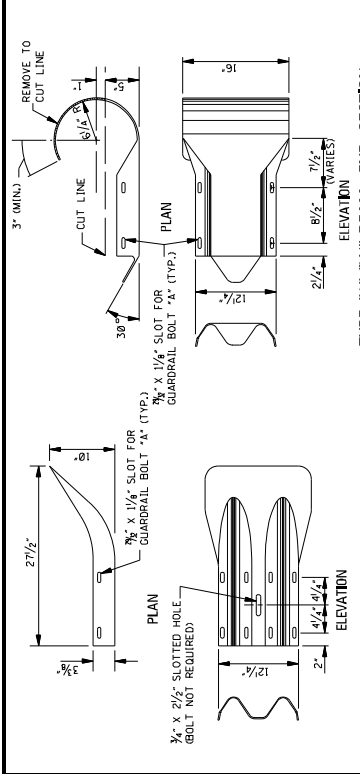 27½"
10"
3⅜"
²⁹⁄₃₂" X 1⅛" SLOT FOR
GUARDRAIL BOLT "A" (TYP.)
PLAN
¾" X 2½" SLOTTED HOLE
(BOLT NOT REQUIRED)
12¼"
2"
4¼"
4¼"
ELEVATION
3" (MIN.)
REMOVE TO
CUT LINE
CUT LINE
6¼" R
1"
5"
30°
PLAN
²⁹⁄₃₂" X 1⅛" SLOT FOR
GUARDRAIL BOLT "A" (TYP.)
12¼"
16"
2¼"
8½"
7½"
(VARIES)
ELEVATION